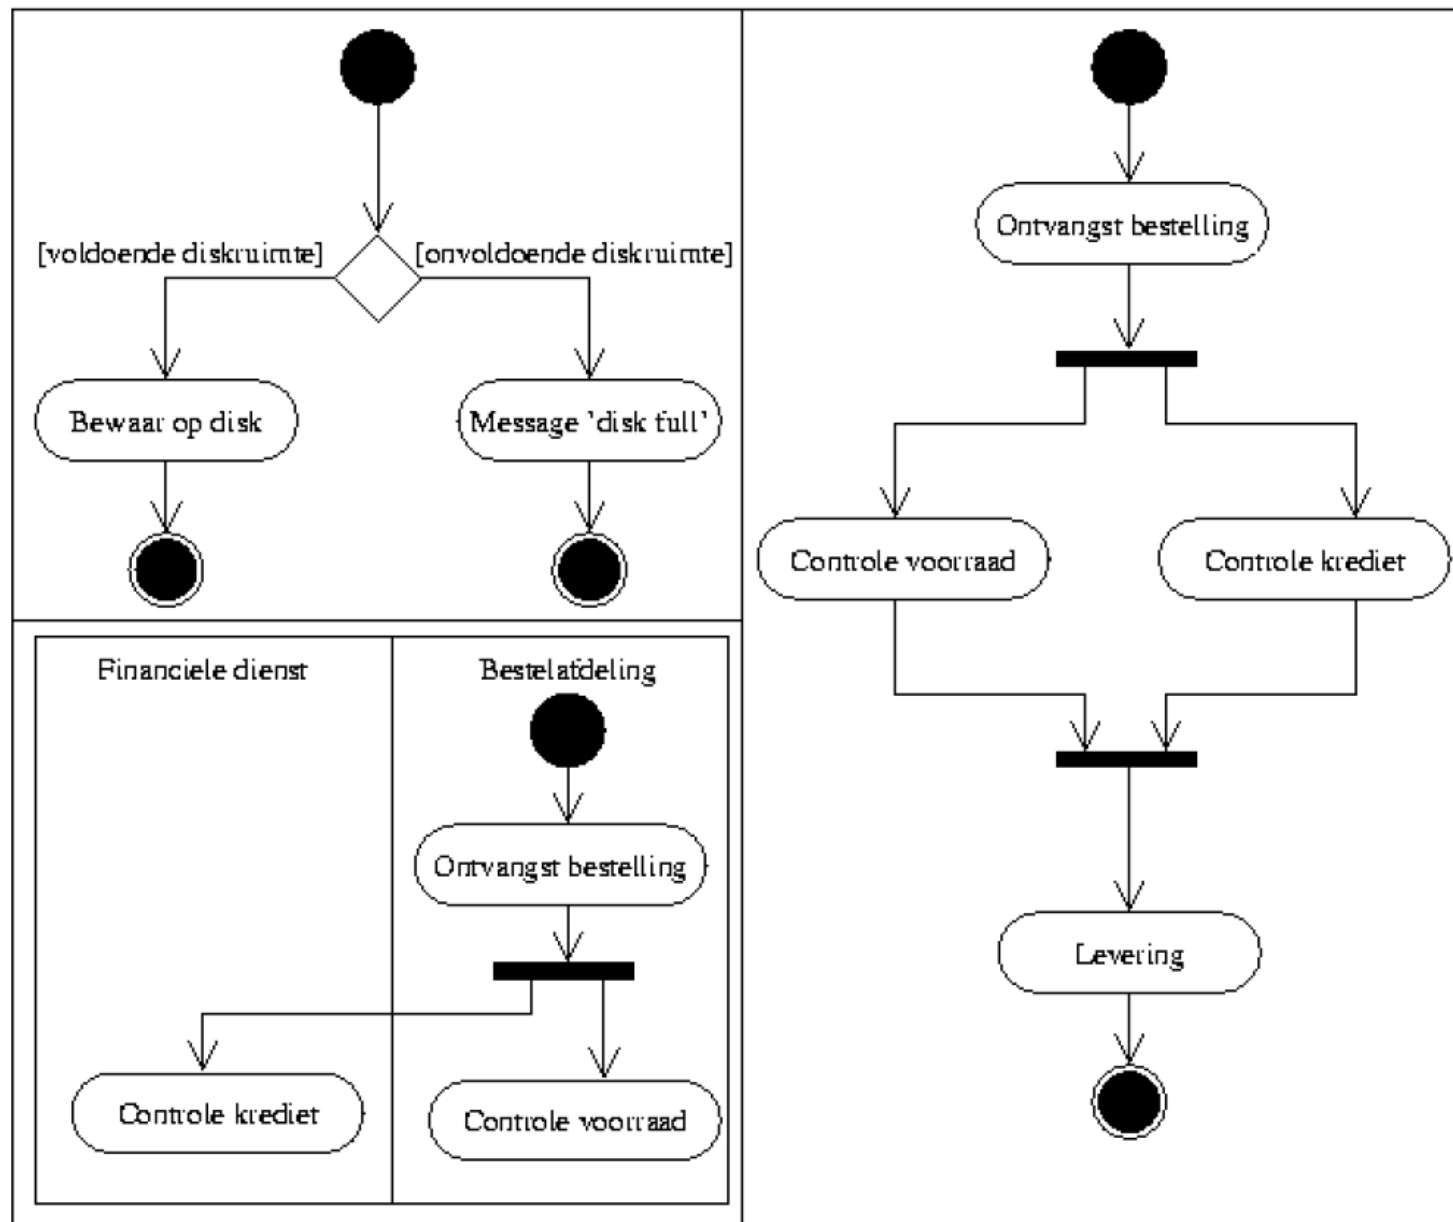 [voldoende diskruimte]
[onvoldoende diskruimte]
Bewaar op disk
Message 'disk full'
Financiele dienst
Bestelafdeling
Ontvangst bestelling
Controle krediet
Controle voorraad
Ontvangst bestelling
Controle voorraad
Controle krediet
Levering